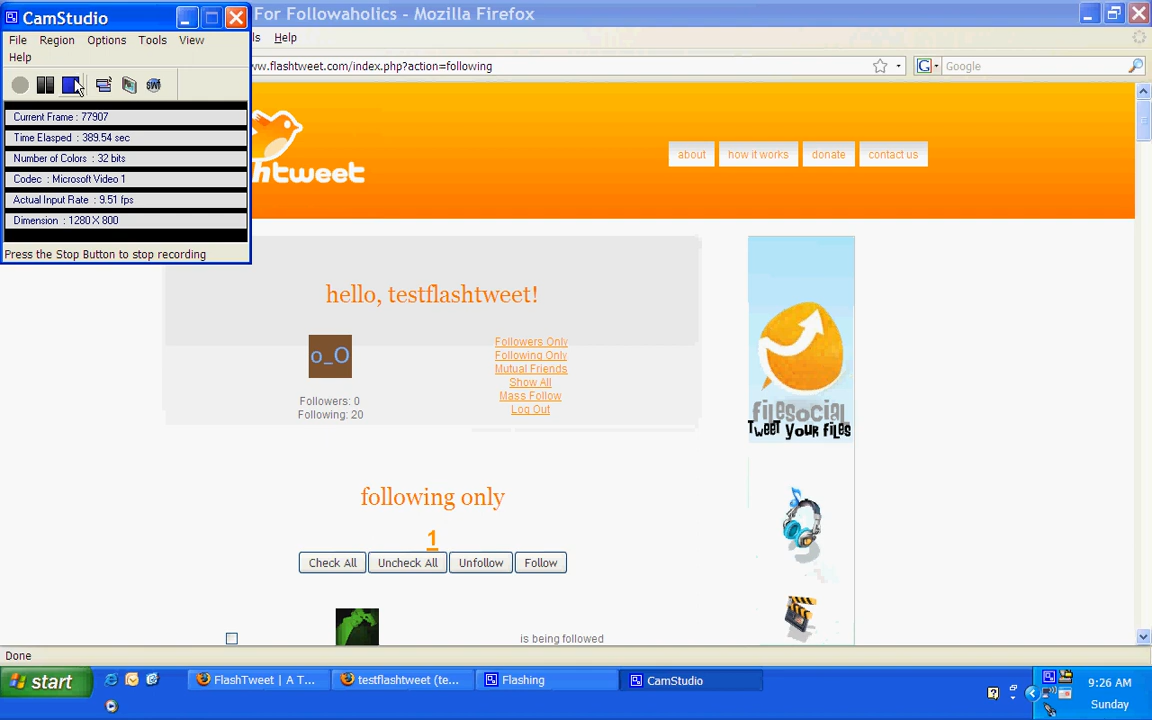 CamStudio
File Region Options Tools View
Help
SWF
Current Frame : 77907
Time Elasped : 389.54 sec
Number of Colors : 32 bits
Codec : Microsoft Video 1
Actual Input Rate : 9.51 fps
Dimension : 1280 X 800
Press the Stop Button to stop recording
For Followaholics - Mozilla Firefox
ls Help
ww.flashtweet.com/index.php?action=following
G Google
htweet
about how it works donate contact us
hello, testflashtweet!
o_O
Followers: 0
Following: 20
Followers Only
Following Only
Mutual Friends
Show All
Mass Follow
Log Out
filesocial
Tweet Your files
following only
1
Check All Uncheck All Unfollow Follow
is being followed
Done
start
FlashTweet | A T... testflashtweet (te... Flashing CamStudio
9:26 AM
Sunday